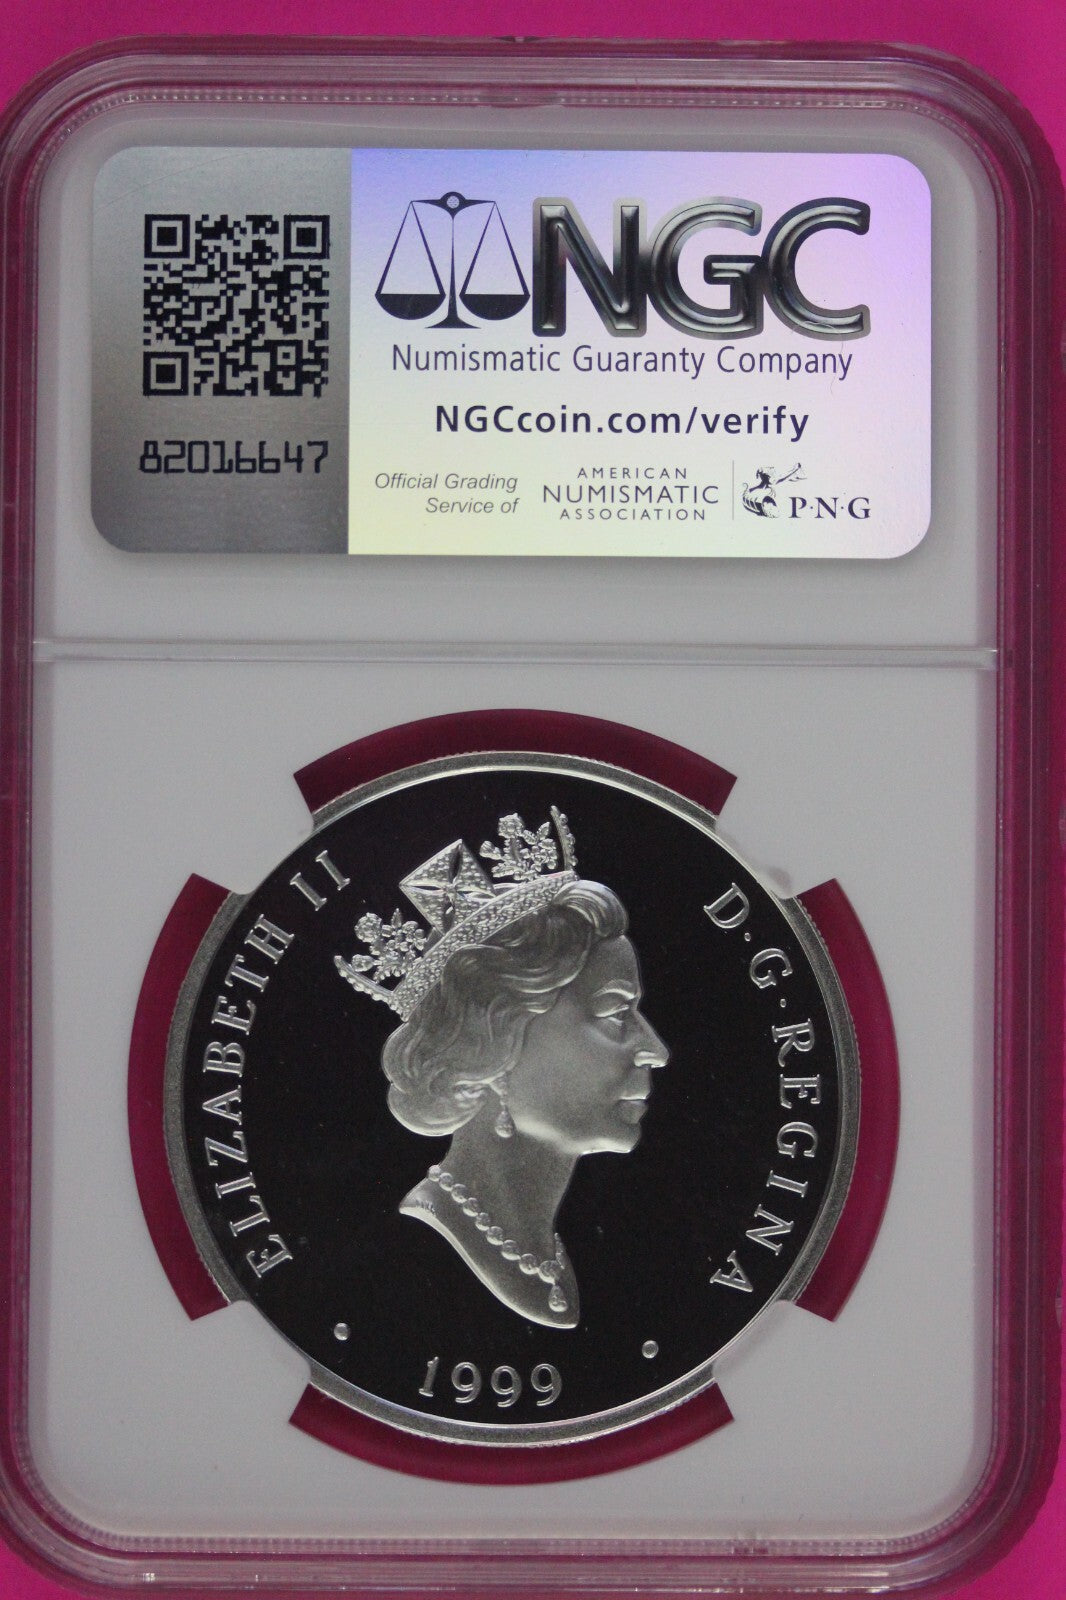 NGC
Numismatic Guaranty Company
NGCcoin.com/verify
82016647
Official Grading
Service of
AMERICAN
NUMISMATIC
ASSOCIATION
P·N·G
ELIZABETH II
D·G·REGINA
1999